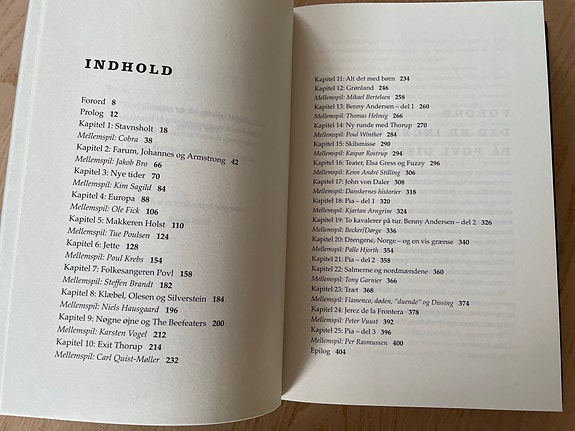 INDHOLD
Forord 8
Prolog 12
Kapitel 1: Stavnsholt 18
Mellemspil: Cobra 38
Kapitel 2: Farum, Johannes og Armstrong 42
Mellemspil: Jakob Bro 66
Kapitel 3: Nye tider 70
Mellemspil: Kim Sagild 84
Kapitel 4: Europa 88
Mellemspil: Ole Fick 106
Kapitel 5: Makkeren Holst 110
Mellemspil: Tue Poulsen 124
Kapitel 6: Jette 128
Mellemspil: Poul Krebs 154
Kapitel 7: Folkesangeren Povl 158
Mellemspil: Steffen Brandt 182
Kapitel 8: Klæbel, Olesen og Silverstein 184
Mellemspil: Niels Hausgaard 196
Kapitel 9: Nøgne øjne og The Beefeaters 200
Mellemspil: Karsten Vogel 212
Kapitel 10: Exit Thorup 214
Mellemspil: Carl Quist-Møller 232
Kapitel 11: Alt det med børn 234
Kapitel 12: Grønland 246
Mellemspil: Mikael Bertelsen 258
Kapitel 13: Benny Andersen – del 1 260
Mellemspil: Thomas Helmig 268
Kapitel 14: Ny runde med Thorup 270
Mellemspil: Poul Winther 284
Kapitel 15: Skilsmisse 290
Mellemspil: Kaspar Rostrup 294
Kapitel 16: Teater, Elsa Gress og Fuzzy 296
Mellemspil: Kenn André Stilling 306
Kapitel 17: John von Daler 308
Mellemspil: Danskernes historier 318
Kapitel 18: Pia – del 1 320
Mellemspil: Kjartan Arngrim 324
Kapitel 19: To kavalerer på tur. Benny Andersen – del 2 326
Mellemspil: Becker/Dørge 336
Kapitel 20: Drengene, Norge – og en vis grænse 340
Mellemspil: Palle Hjorth 354
Kapitel 21: Pia – del 2 358
Kapitel 22: Salmerne og nordmændene 360
Mellemspil: Tony Garnier 366
Kapitel 23: Træt 368
Mellemspil: Flamenco, døden, "duende" og Dissing 374
Kapitel 24: Jerez de la Frontera 378
Mellemspil: Peter Vuust 392
Kapitel 25: Pia – del 3 396
Mellemspil: Per Rasmussen 400
Epilog 404